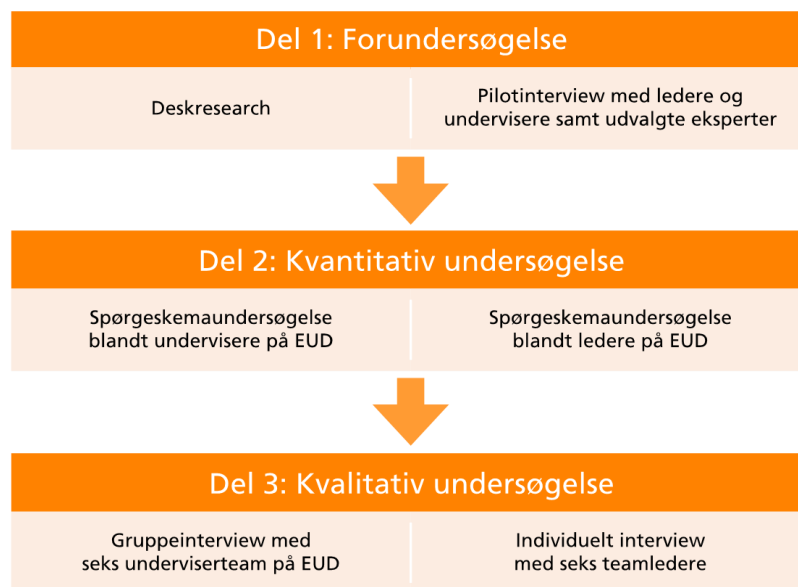 Del 1: Forundersøgelse
Deskresearch
Pilotinterview med ledere og
undervisere samt udvalgte eksperter
Del 2: Kvantitativ undersøgelse
Spørgeskemaundersøgelse
blandt undervisere på EUD
Spørgeskemaundersøgelse
blandt ledere på EUD
Del 3: Kvalitativ undersøgelse
Gruppeinterview med
seks underviserteam på EUD
Individuelt interview
med seks teamledere